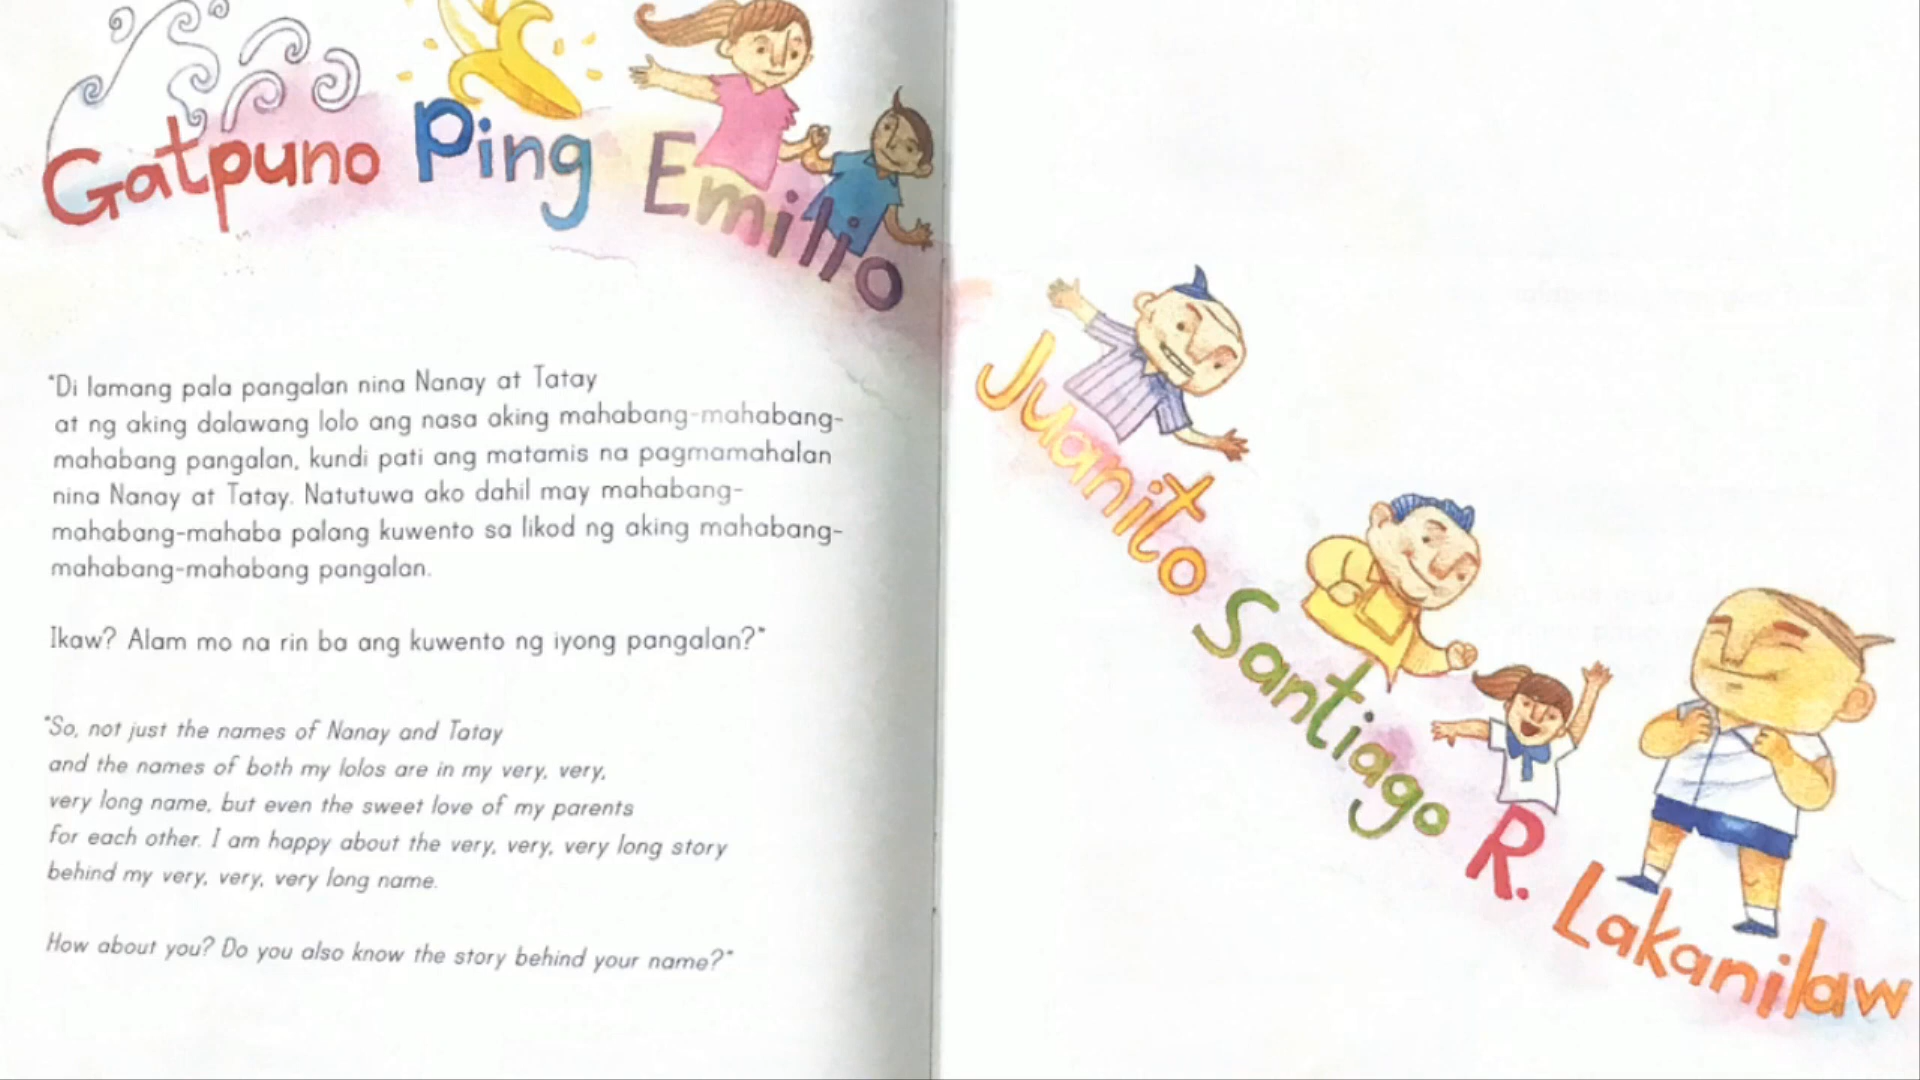 Gatpuno Ping Emilio
Juanito
Santiago
R.
Lakanilaw
"Di lamang pala pangalan nina Nanay at Tatay
at ng aking dalawang lolo ang nasa aking mahabang-mahabang-
mahabang pangalan, kundi pati ang matamis na pagmamahalan
nina Nanay at Tatay. Natutuwa ako dahil may mahabang-
mahabang-mahaba palang kuwento sa likod ng aking mahabang-
mahabang-mahabang pangalan.
Ikaw? Alam mo na rin ba ang kuwento ng iyong pangalan?"
"So, not just the names of Nanay and Tatay
and the names of both my lolos are in my very, very,
very long name, but even the sweet love of my parents
for each other. I am happy about the very, very, very long story
behind my very, very, very long name.
How about you? Do you also know the story behind your name?"